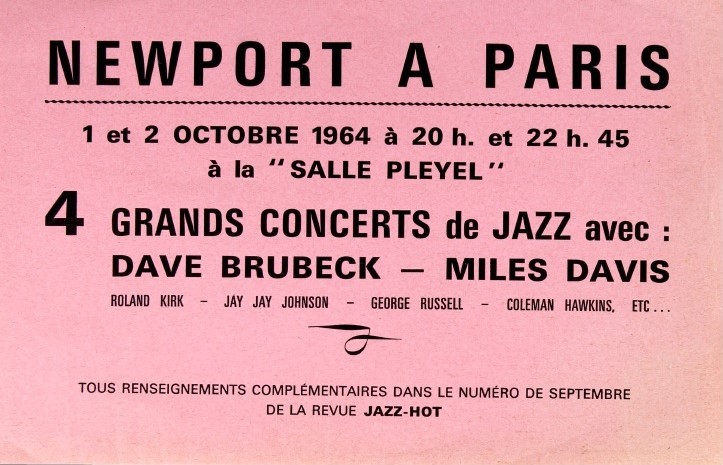 NEWPORT A PARIS
1 et 2 OCTOBRE 1964 à 20 h. et 22 h. 45
à la "SALLE PLEYEL"
4 GRANDS CONCERTS de JAZZ avec :
DAVE BRUBECK — MILES DAVIS
ROLAND KIRK – JAY JAY JOHNSON – GEORGE RUSSELL – COLEMAN HAWKINS, ETC...
TOUS RENSEIGNEMENTS COMPLÉMENTAIRES DANS LE NUMÉRO DE SEPTEMBRE
DE LA REVUE JAZZ-HOT